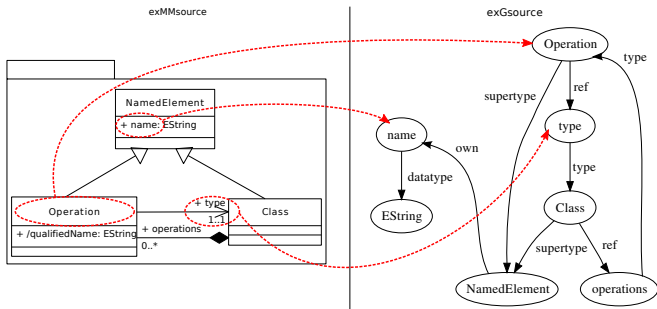 exMMsource
exGsource
NamedElement
+ name: EString
Operation
+ /qualifiedName: EString
+ type
1..1
+ operations
0..*
Class
Operation
type
supertype
ref
name
own
type
datatype
type
EString
Class
supertype
ref
NamedElement
operations